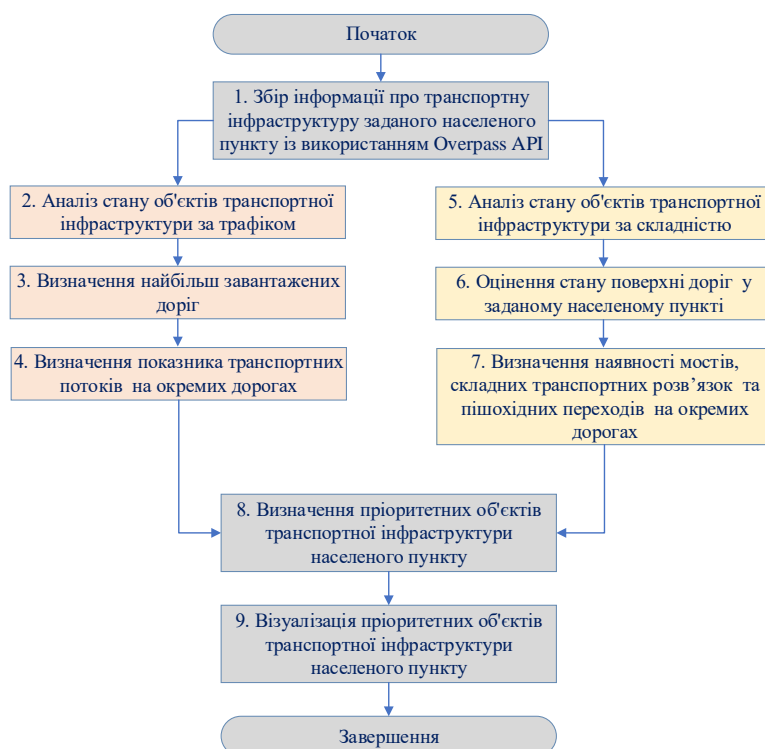 Початок
1. Збір інформації про транспортну
інфраструктуру заданого населеного
пункту із використанням Overpass API
2. Аналіз стану об'єктів транспортної
інфраструктури за трафіком
3. Визначення найбільш завантажених
доріг
4. Визначення показника транспортних
потоків на окремих дорогах
5. Аналіз стану об'єктів транспортної
інфраструктури за складністю
6. Оцінення стану поверхні доріг у
заданому населеному пункті
7. Визначення наявності мостів,
складних транспортних розв’язок та
пішохідних переходів на окремих
дорогах
8. Визначення пріоритетних об'єктів
транспортної інфраструктури
населеного пункту
9. Візуалізація пріоритетних об'єктів
транспортної інфраструктури
населеного пункту
Завершення